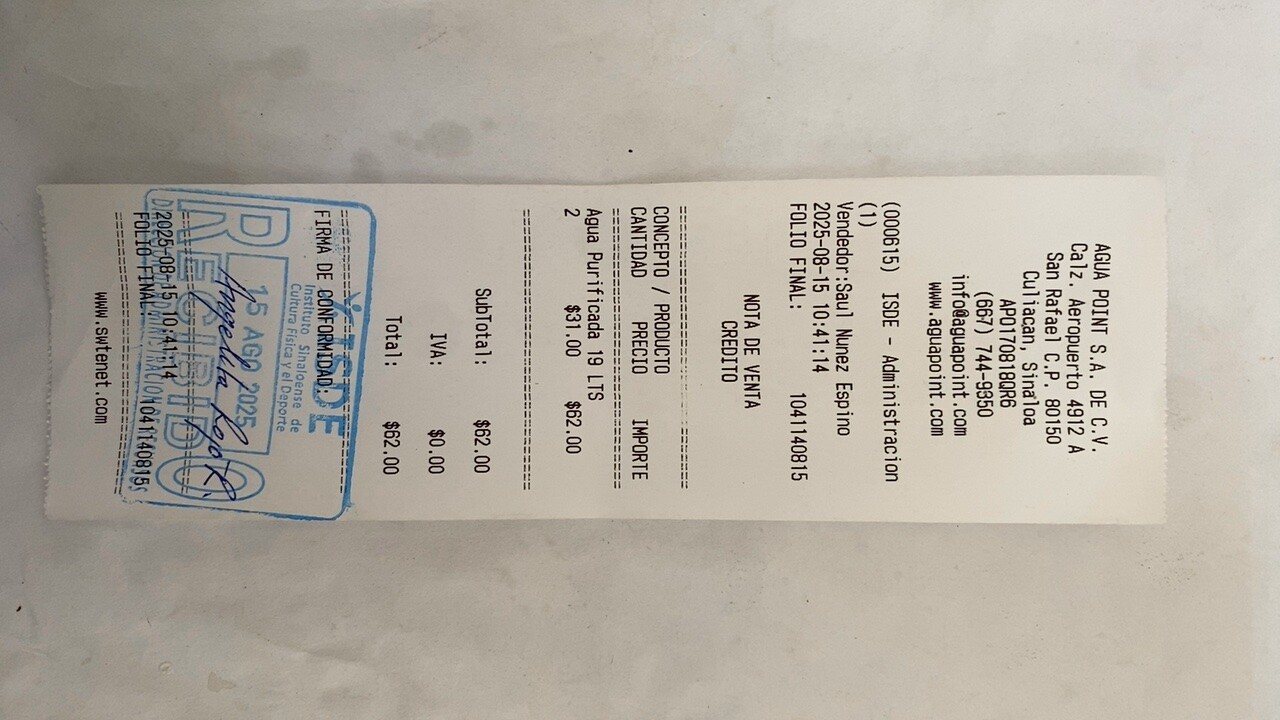 AGUA POINT S.A. DE C.V.
Calz. Aeropuerto 4912 A
San Rafael C.P. 80150
Culiacan, Sinaloa
APO170818QR6
(667) 744-9350
info@aguapoint.com
www.aguapoint.com
(000615) ISDE - Administracion
(1)
Vendedor:Saul Nunez Espino
2025-08-15 10:41:14
FOLIO FINAL: 1041140815
NOTA DE VENTA
CREDITO
CONCEPTO / PRODUCTO
CANTIDAD PRECIO IMPORTE
Agua Purificada 19 LTS
2 $31.00 $62.00
SubTotal: $62.00
IVA: $0.00
Total: $62.00
FIRMA DE CONFORMIDAD
ISDE
Instituto Sinaloense de
Cultura Física y el Deporte
15 AGO 2025
RECIBIDO
2025-08-15 10:41:14
FOLIO FINAL: 1041140815
www.swtenet.com